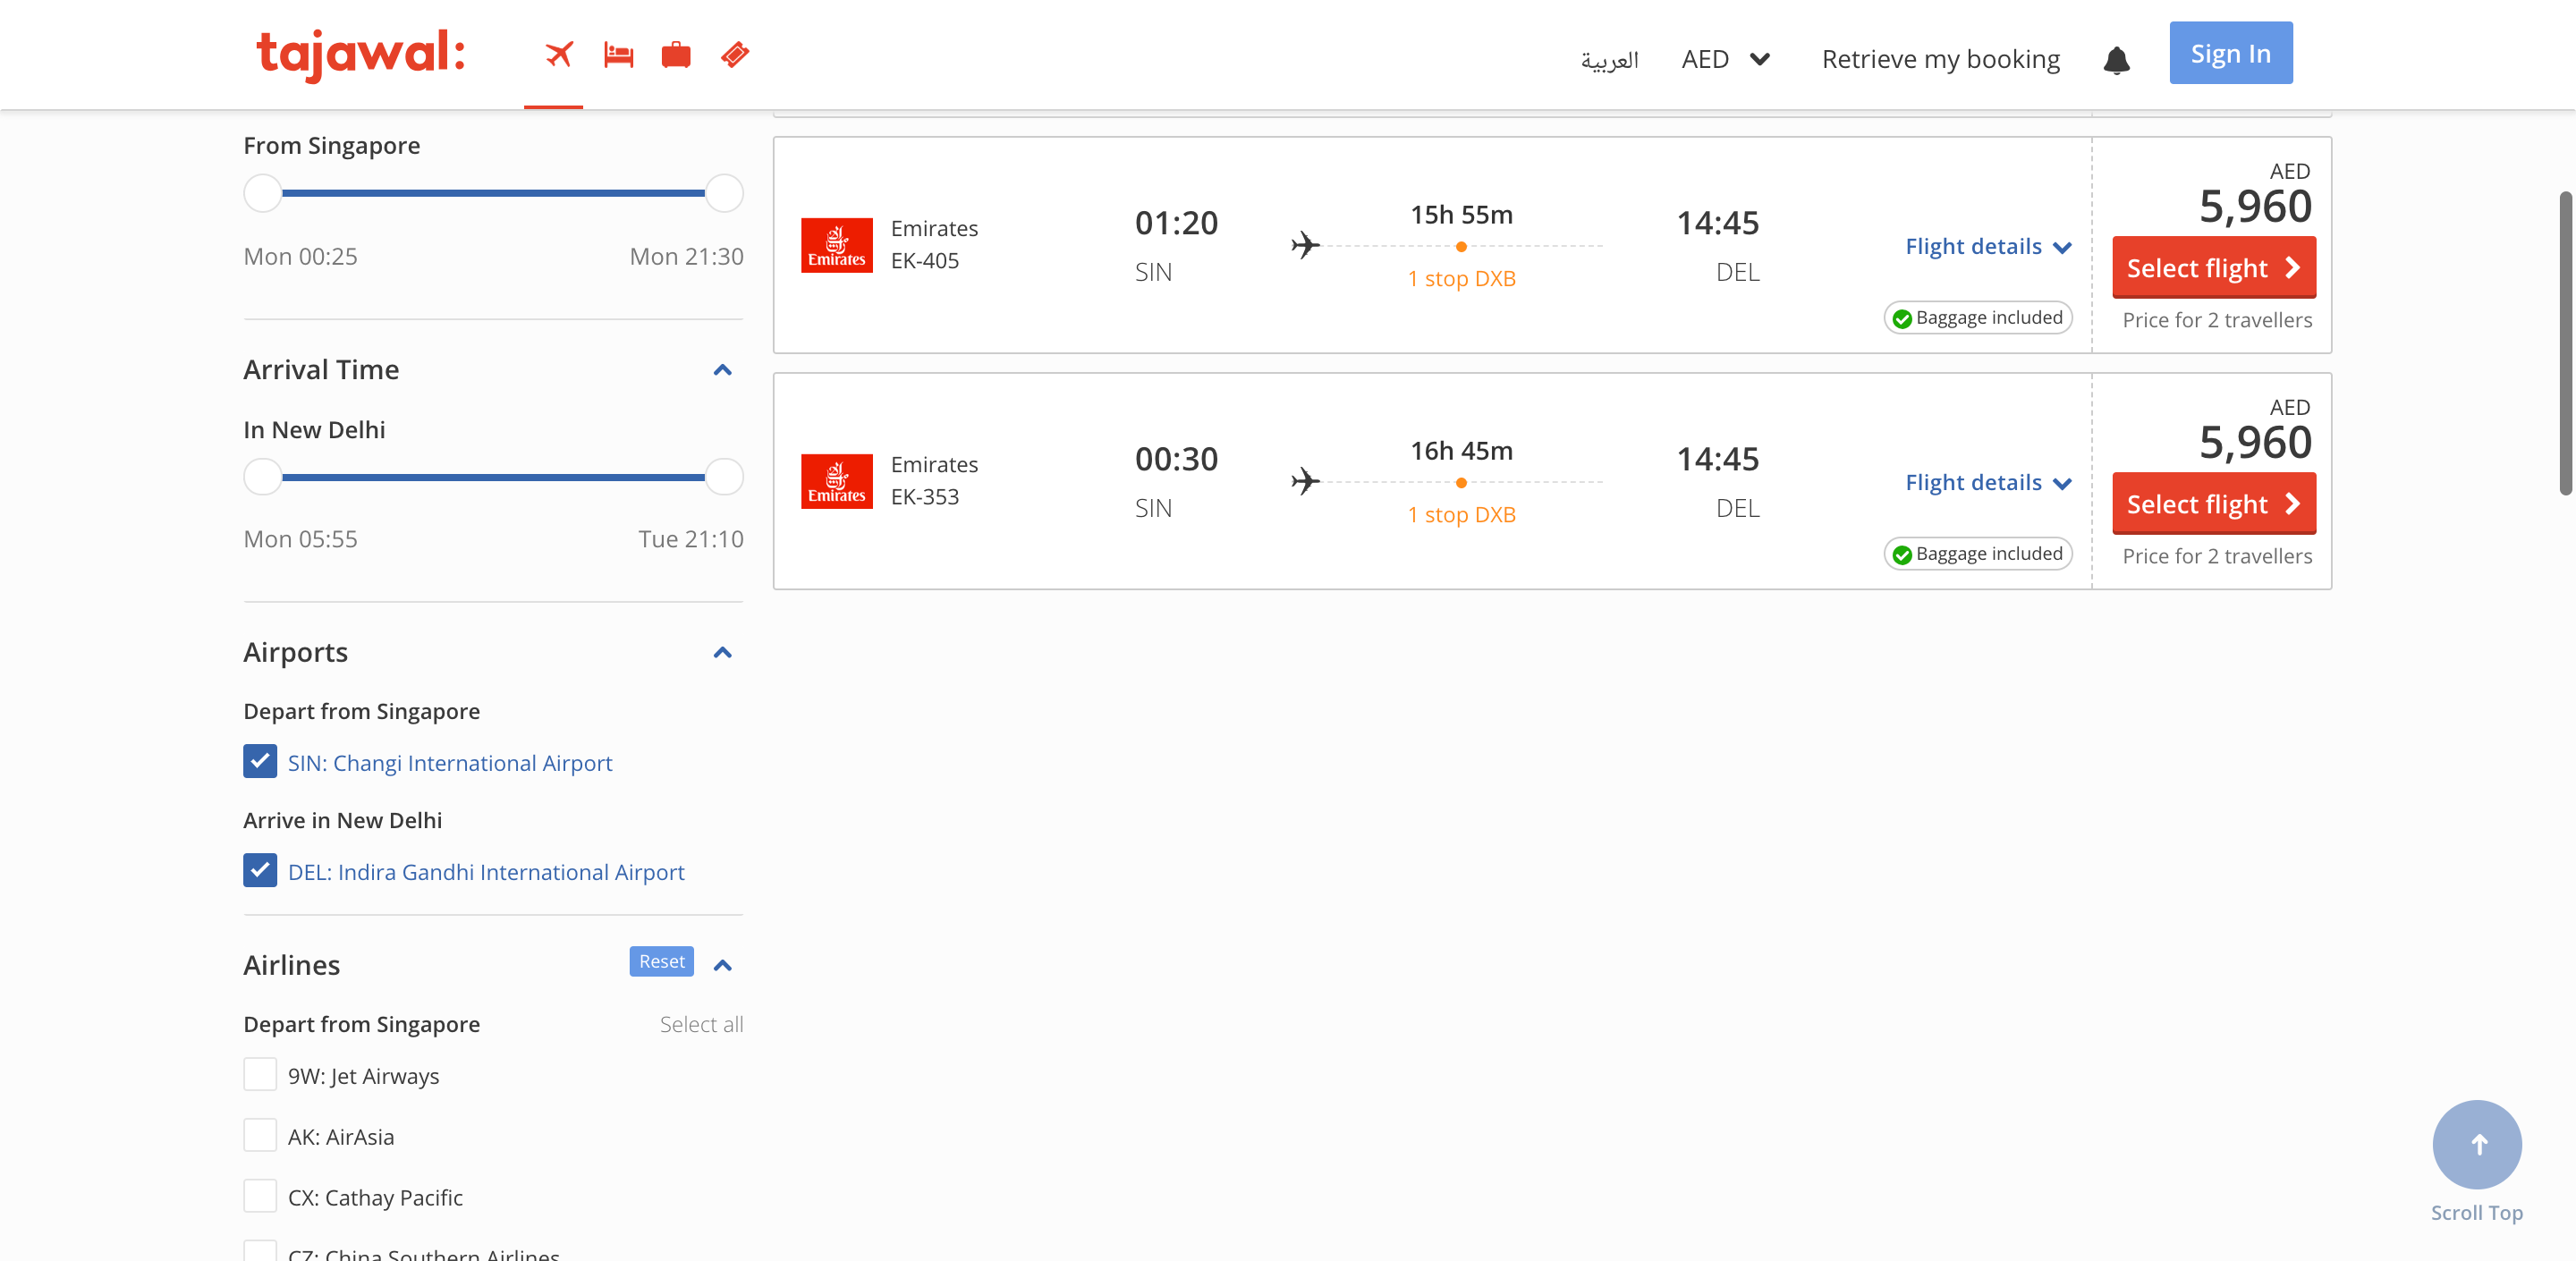 tajawal:
العربية
AED
Retrieve my booking
Sign In
From Singapore
Mon 00:25
Mon 21:30
Arrival Time
In New Delhi
Mon 05:55
Tue 21:10
Airports
Depart from Singapore
SIN: Changi International Airport
Arrive in New Delhi
DEL: Indira Gandhi International Airport
Airlines
Reset
Depart from Singapore
Select all
9W: Jet Airways
AK: AirAsia
CX: Cathay Pacific
CZ: China Southern Airlines
Emirates
Emirates
EK-405
01:20
SIN
15h 55m
1 stop DXB
14:45
DEL
Flight details
Baggage included
AED
5,960
Select flight
Price for 2 travellers
Emirates
Emirates
EK-353
00:30
SIN
16h 45m
1 stop DXB
14:45
DEL
Flight details
Baggage included
AED
5,960
Select flight
Price for 2 travellers
Scroll Top